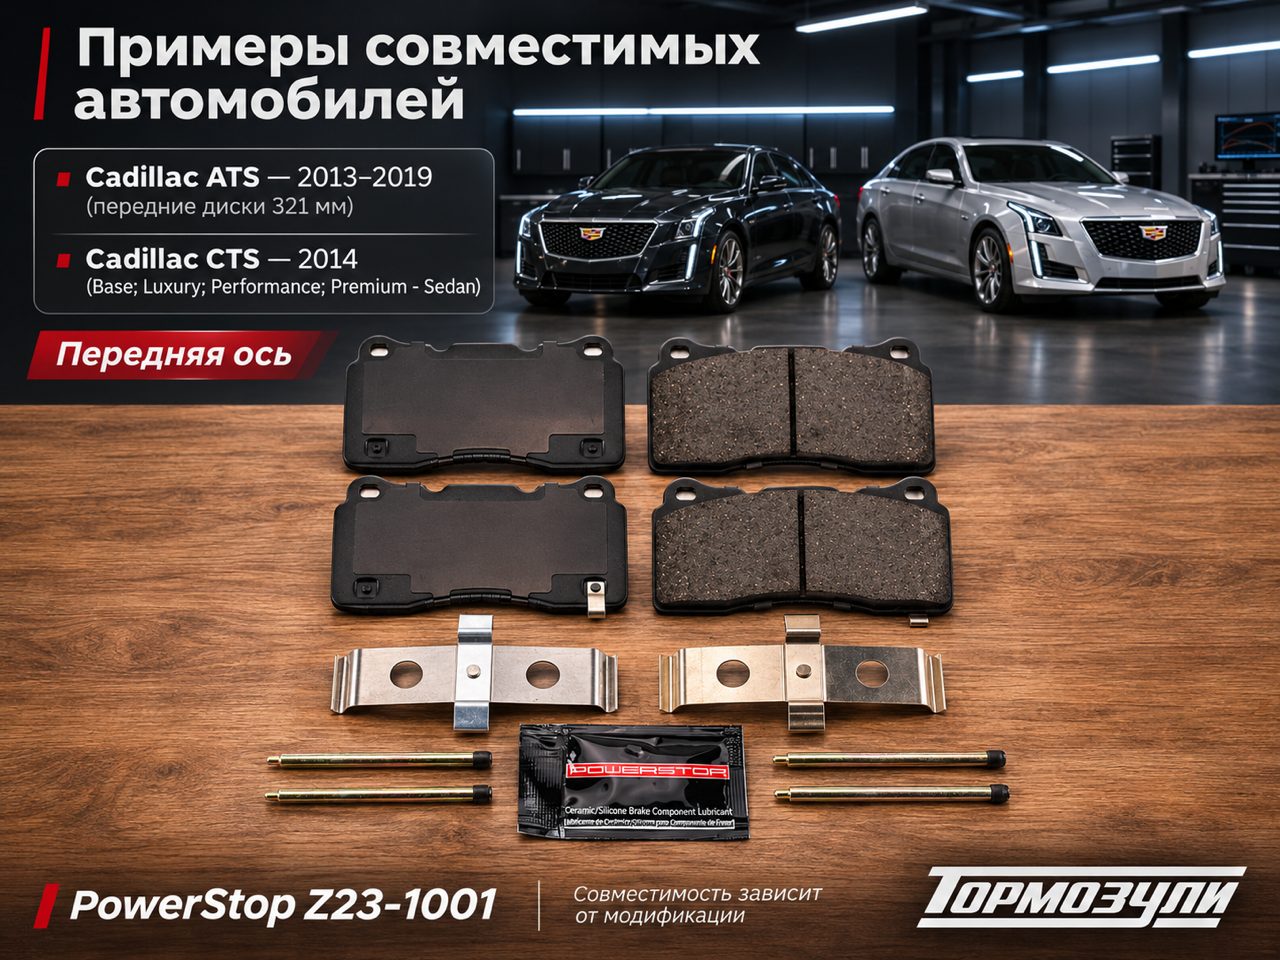 Примеры совместимых
автомобилей
Cadillac ATS — 2013–2019
(передние диски 321 мм)
Cadillac CTS — 2014
(Base; Luxury; Performance; Premium - Sedan)
Передняя ось
POWERSTOP
Ceramic/Silicone Brake Component Lubricant
PowerStop Z23-1001
Совместимость зависит
от модификации
ТОРМОЗУЛИ